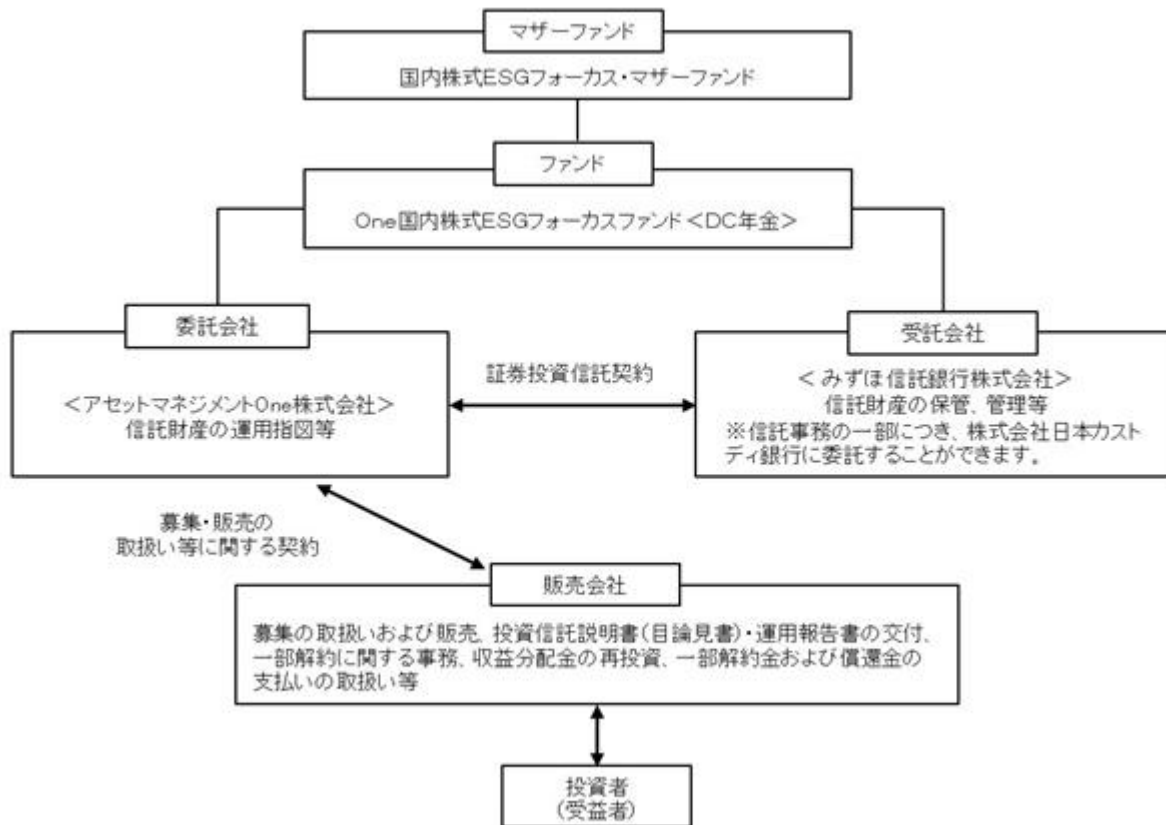 マザーファンド
国内株式ESGフォーカス・マザーファンド
ファンド
One国内株式ESGフォーカスファンド<DC年金>
委託会社
<アセットマネジメントOne株式会社>
信託財産の運用指図等
証券投資信託契約
受託会社
<みずほ信託銀行株式会社>
信託財産の保管、管理等
※信託事務の一部につき、株式会社日本カスト
ディ銀行に委託することができます。
募集・販売の
取扱い等に関する契約
販売会社
募集の取扱いおよび販売、投資信託説明書(目論見書)・運用報告書の交付、
一部解約に関する事務、収益分配金の再投資、一部解約金および償還金の
支払いの取扱い等
投資者
(受益者)